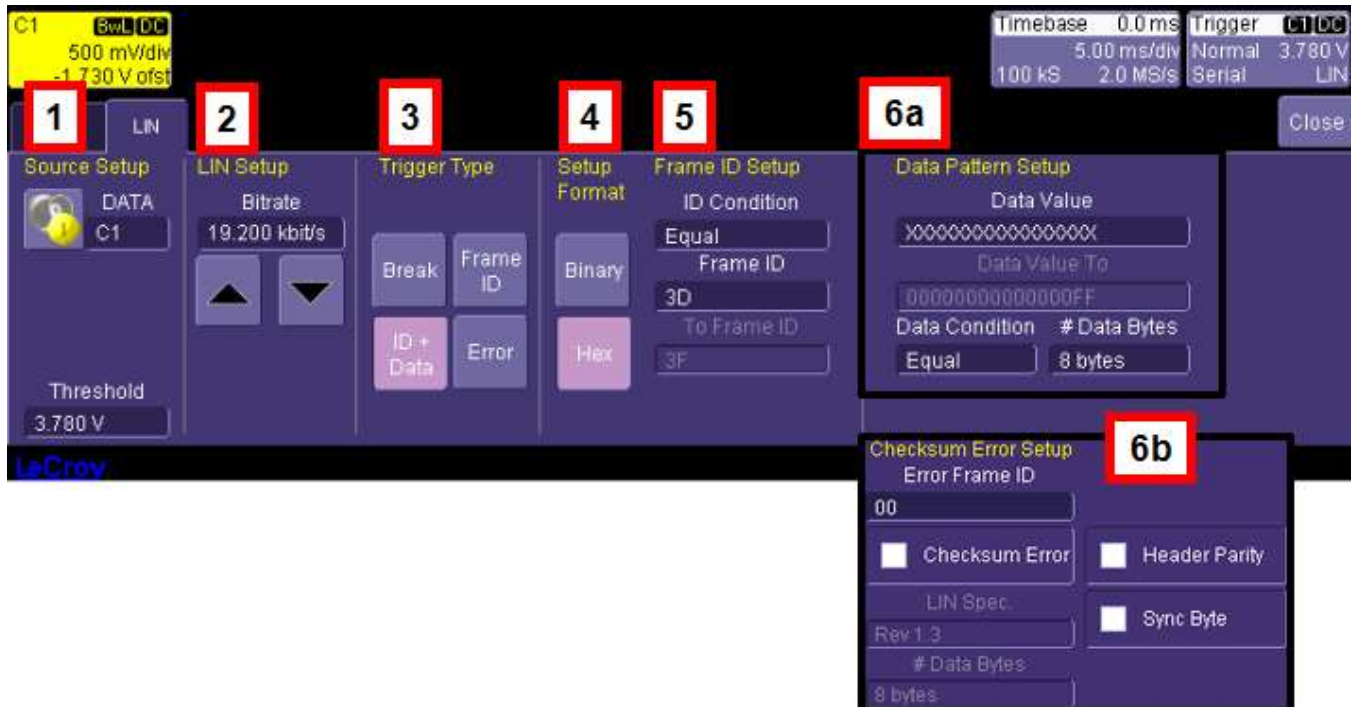 C1 BwL DC
500 mV/div
-1.730 V ofst
Timebase 0.0 ms
5.00 ms/div
100 kS 2.0 MS/s
Trigger C1 DC
Normal 3.780 V
Serial LIN
1
LIN
2
3
4
5
6a
Close
Source Setup
DATA
C1
Threshold
3.780 V
LIN Setup
Bitrate
19.200 kbit/s
Trigger Type
Break
Frame
ID
ID +
Data
Error
Setup
Format
Binary
Hex
Frame ID Setup
ID Condition
Equal
Frame ID
3D
To Frame ID
3F
Data Pattern Setup
Data Value
XXXXXXXXXXXXXXXX
Data Value To
00000000000000FF
Data Condition # Data Bytes
Equal 8 bytes
LeCroy
6b
Checksum Error Setup
Error Frame ID
00
Checksum Error
Header Parity
LIN Spec.
Rev 1.3
Sync Byte
# Data Bytes
8 bytes